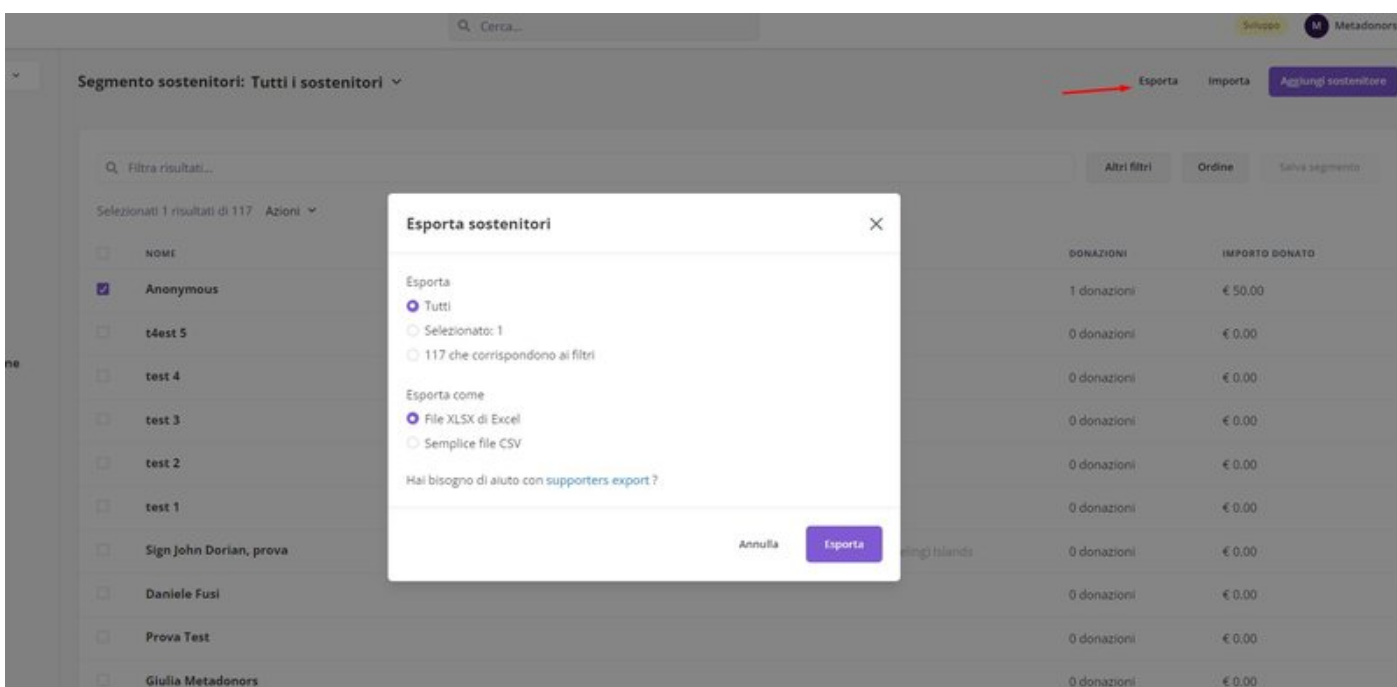 Cerca...
Sviluppo
M
Metadonors
Segmento sostenitori: Tutti i sostenitori
Esporta
Importa
Aggiungi sostenitore
Filtra risultati...
Altri filtri
Ordine
Salva segmento
Selezionati 1 risultati di 117 Azioni
NOME
DONAZIONI
IMPORTO DONATO
Anonymous
1 donazioni
€ 50.00
t4est 5
0 donazioni
€ 0.00
ne
test 4
0 donazioni
€ 0.00
test 3
0 donazioni
€ 0.00
test 2
0 donazioni
€ 0.00
test 1
0 donazioni
€ 0.00
Sign John Dorian, prova
eling) Islands
0 donazioni
€ 0.00
Daniele Fusi
0 donazioni
€ 0.00
Prova Test
0 donazioni
€ 0.00
Giulia Metadonors
0 donazioni
€ 0.00
Esporta sostenitori
Esporta
Tutti
Selezionato: 1
117 che corrispondono ai filtri
Esporta come
File XLSX di Excel
Semplice file CSV
Hai bisogno di aiuto con supporters export ?
Annulla
Esporta